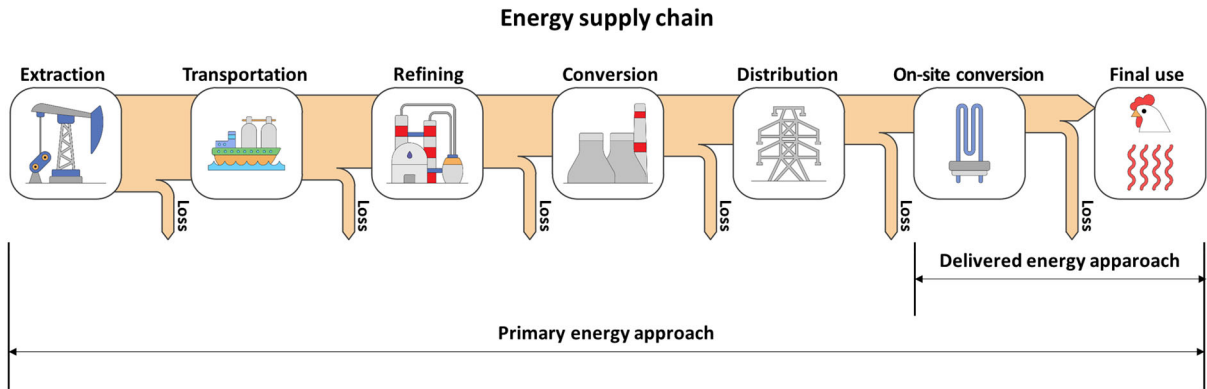 Energy supply chain
Extraction
Transportation
Refining
Conversion
Distribution
On-site conversion
Final use
Loss
Loss
Loss
Loss
Loss
Loss
Delivered energy apparoach
Primary energy approach